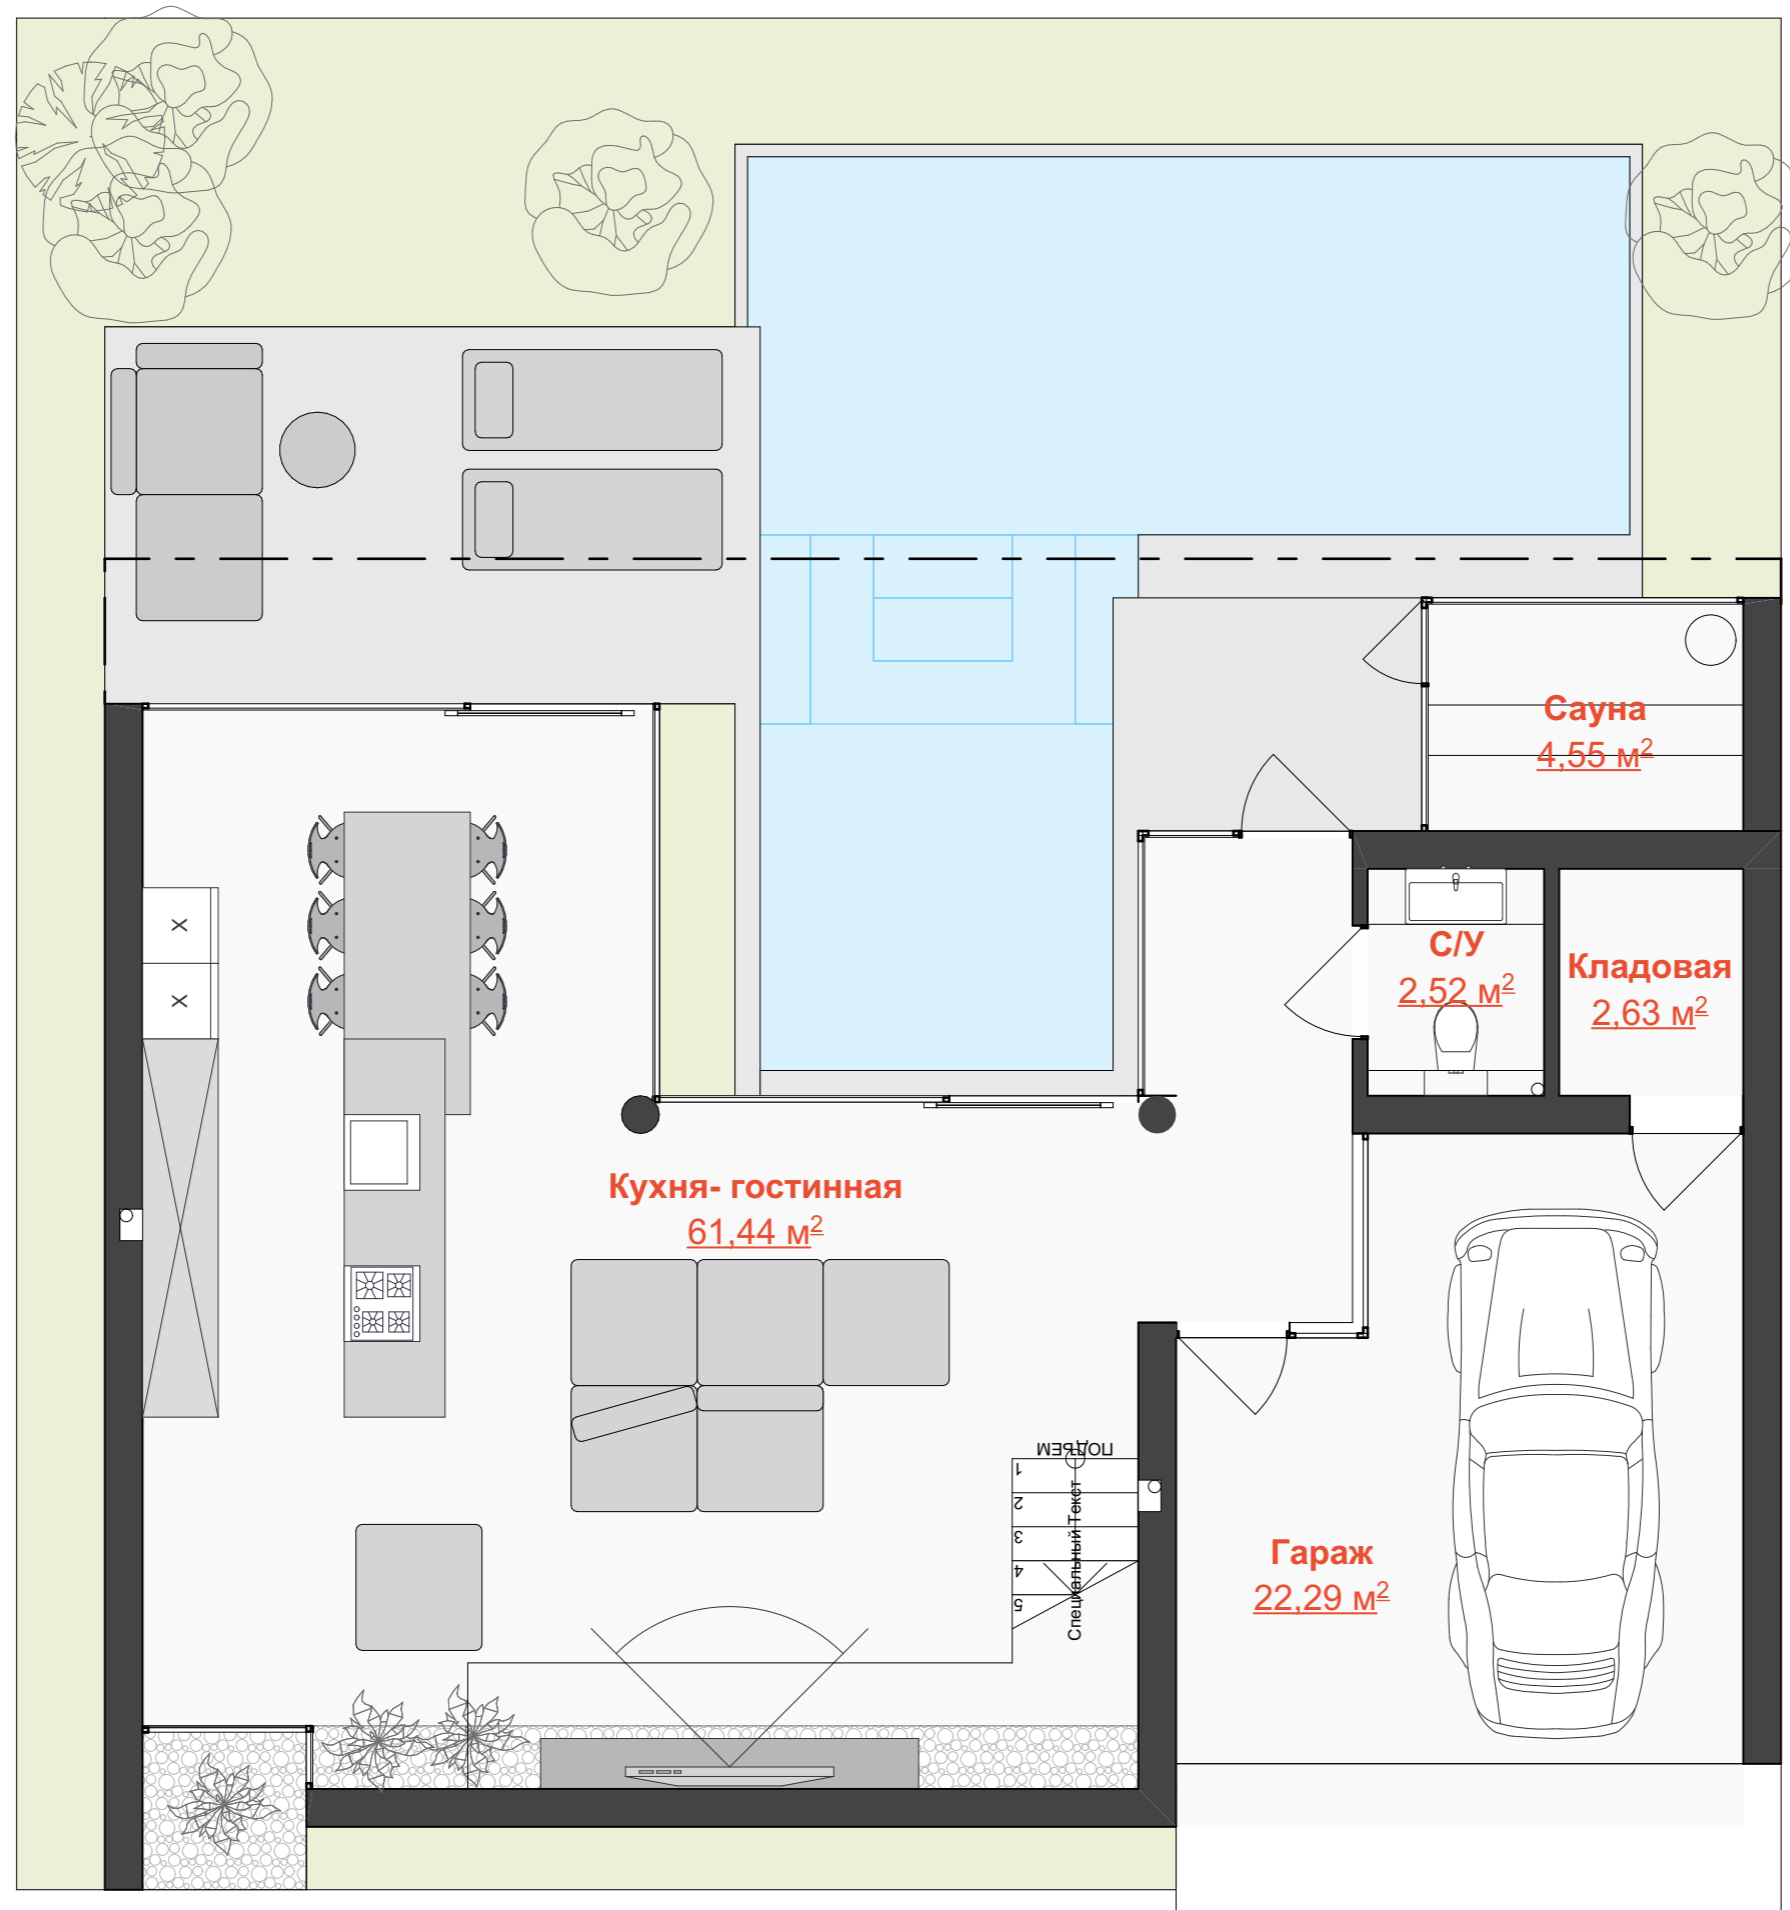 Сауна
4,55 м²
С/У
2,52 м²
Кладовая
2,63 м²
X
X
Кухня- гостинная
61,44 м²
ПОДЪЕМ
1
2
3
4
5
Специальный Текст
Гараж
22,29 м²